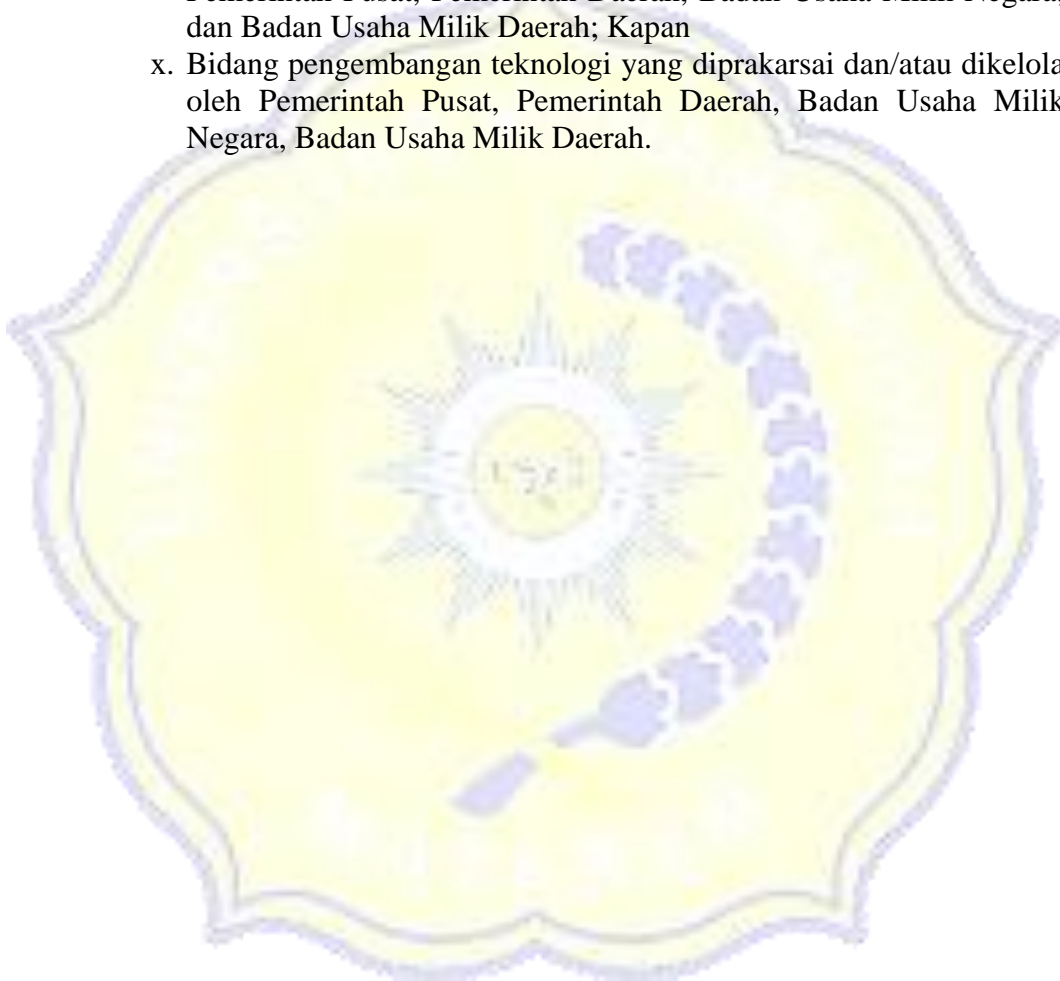 Pemerintah Pusat, Pemerintah Daerah, Badan Usaha Milik Negara,
dan Badan Usaha Milik Daerah; Kapan
x. Bidang pengembangan teknologi yang diprakarsai dan/atau dikelola
oleh Pemerintah Pusat, Pemerintah Daerah, Badan Usaha Milik
Negara, Badan Usaha Milik Daerah.